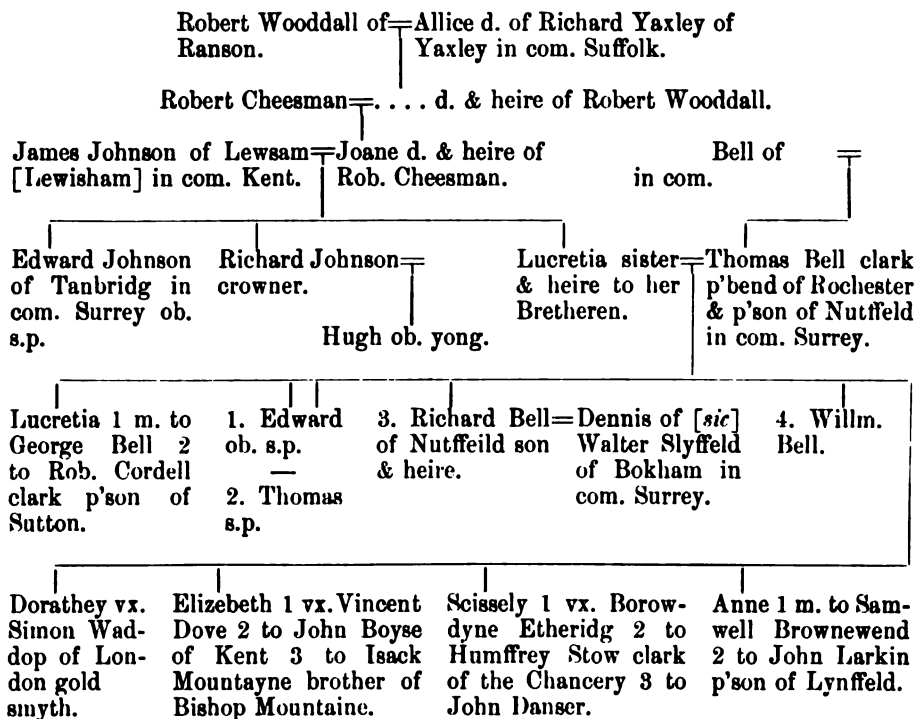 Robert Wooddall of=Allice d. of Richard Yaxley of
Ranson. Yaxley in com. Suffolk.
Robert Cheesman=.... d. & heire of Robert Wooddall.
James Johnson of Lewsam=Joane d. & heire of Bell of =
[Lewisham] in com. Kent. Rob. Cheesman. in com.
Edward Johnson
of Tanbridg in
com. Surrey ob.
s.p.
Richard Johnson=
crowner.
Hugh ob. yong.
Lucretia sister=
& heire to her
Bretheren.
Thomas Bell clark
p'bend of Rochester
& p'son of Nutffeld
in com. Surrey.
Lucretia 1 m. to
George Bell 2
to Rob. Cordell
clark p'son of
Sutton.
1. Edward
ob. s.p.
—
2. Thomas
s.p.
3. Richard Bell=
of Nutffeild son
& heire.
Dennis of [sic]
Walter Slyffeld
of Bokham in
com. Surrey.
4. Willm.
Bell.
Dorathey vx.
Simon Wad-
dop of Lon-
don gold
smyth.
Elizebeth 1 vx. Vincent
Dove 2 to John Boyse
of Kent 3 to Isack
Mountayne brother of
Bishop Mountaine.
Scissely 1 vx. Borow-
dyne Etheridg 2 to
Humffrey Stow clark
of the Chancery 3 to
John Danser.
Anne 1 m. to Sam-
well Brownewend
2 to John Larkin
p'son of Lynffeld.